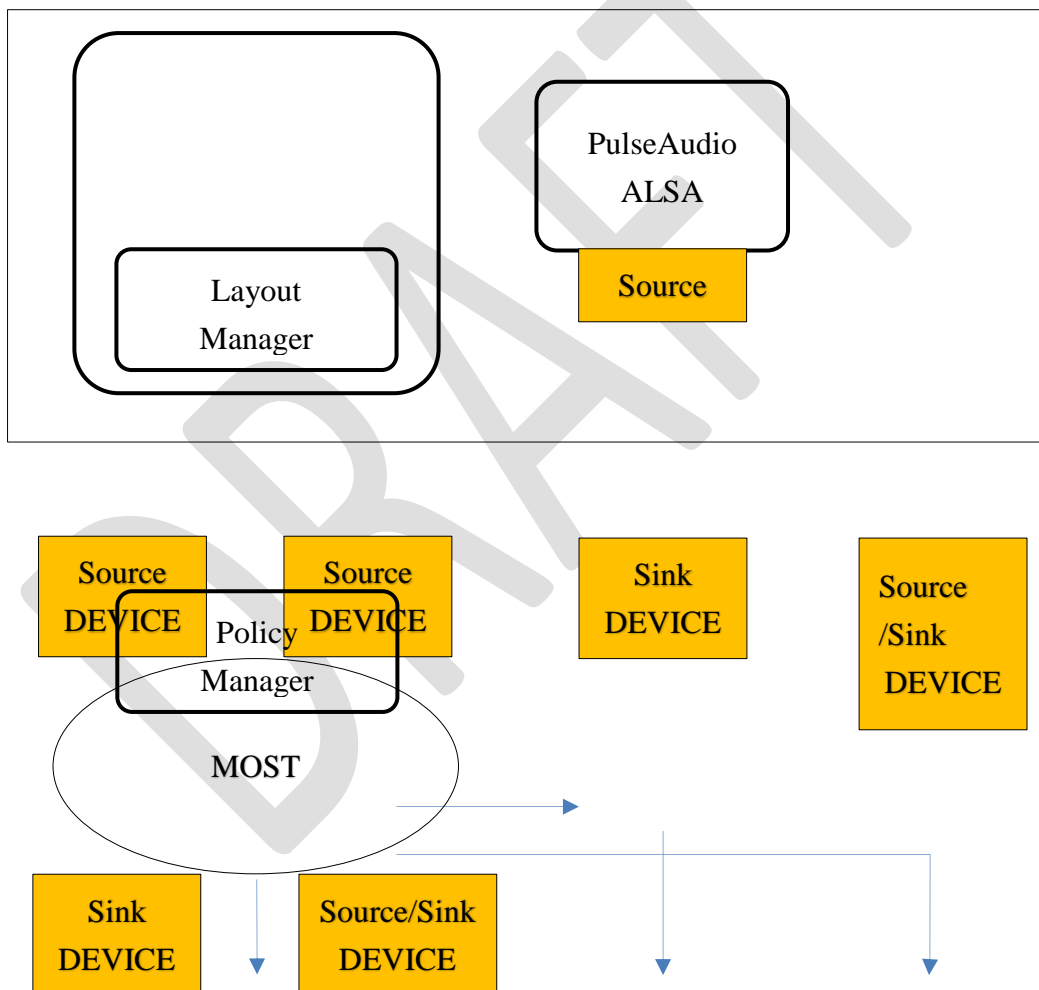 PulseAudio
ALSA
Source
Layout
Manager
Source
DEVICE
Source
DEVICE
Policy
Manager
Sink
DEVICE
Source
/Sink
DEVICE
MOST
Sink
DEVICE
Source/Sink
DEVICE
DRAFT